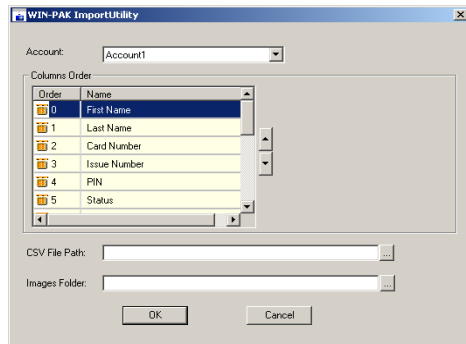 WIN-PAK ImportUtility
Account: Account1
Columns Order
Order Name
0 First Name
1 Last Name
2 Card Number
3 Issue Number
4 PIN
5 Status
CSV File Path: ...
Images Folder: ...
OK Cancel